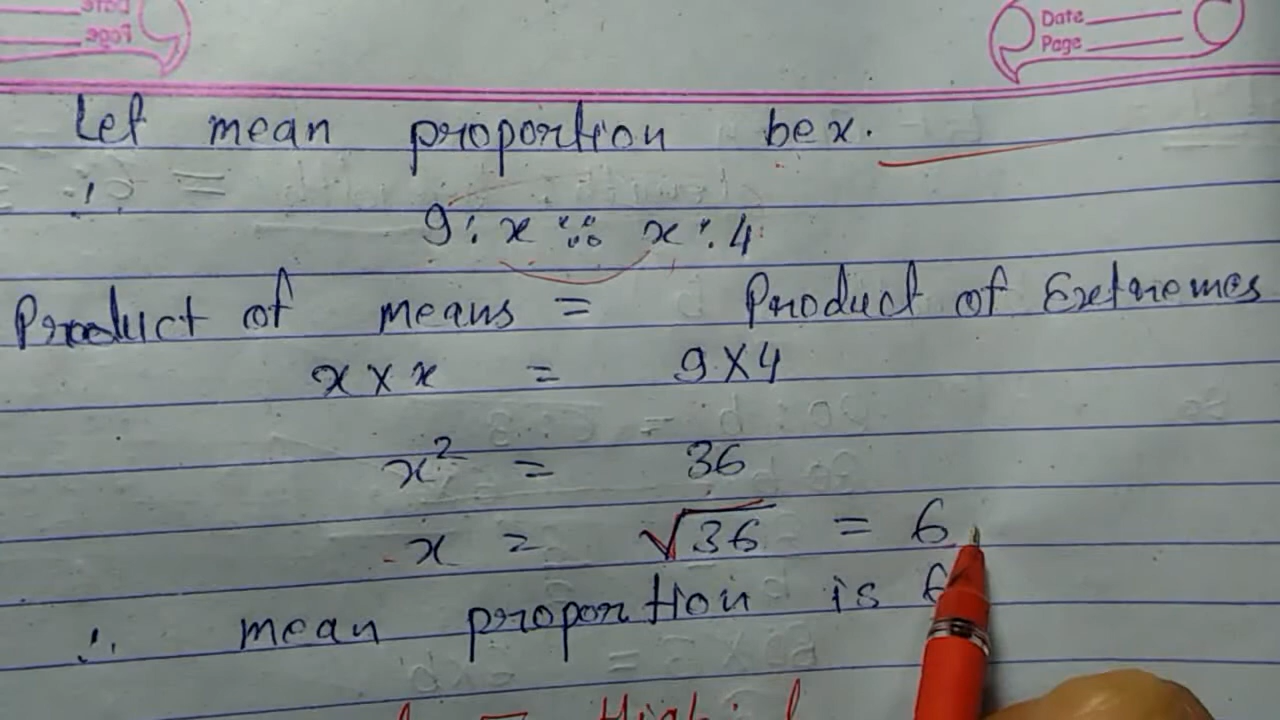 Date
Page
Let mean proportion be x.
∴
9 : x :: x : 4
Product of means = Product of Extremes
x × x = 9 × 4
x² = 36
x = √36 = 6
∴ mean proportion is 6